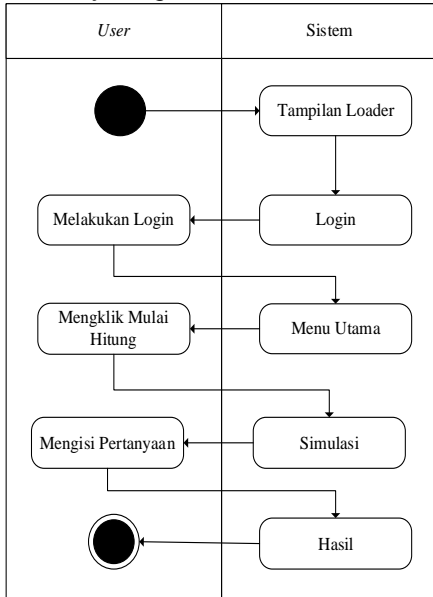 User
Sistem
Tampilan Loader
Melakukan Login
Login
Mengklik Mulai
Hitung
Menu Utama
Mengisi Pertanyaan
Simulasi
Hasil